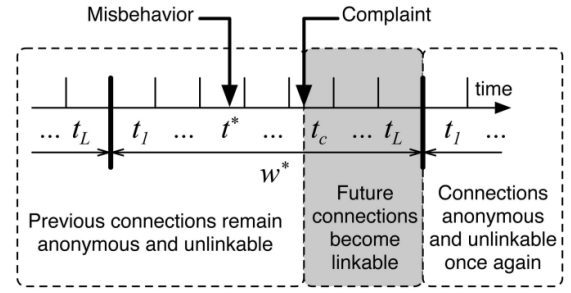 Misbehavior Complaint
time
... t_L t_1 ... t* ... t_c ... t_L t_1 ...
w*
Previous connections remain
anonymous and unlinkable
Future
connections
become
linkable
Connections
anonymous
and unlinkable
once again